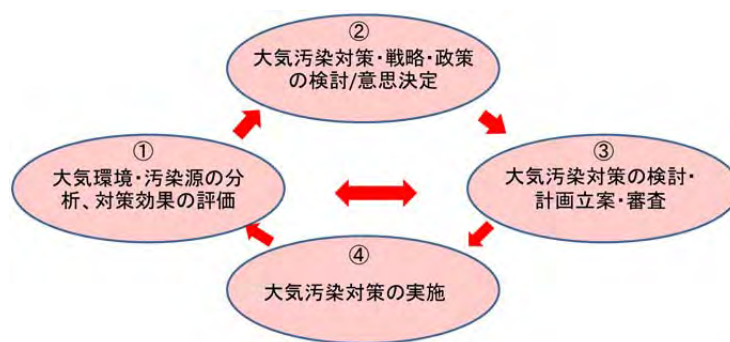 ②
大気汚染対策・戦略・政策
の検討/意思決定
①
大気環境・汚染源の分
析、対策効果の評価
③
大気汚染対策の検討・
計画立案・審査
④
大気汚染対策の実施